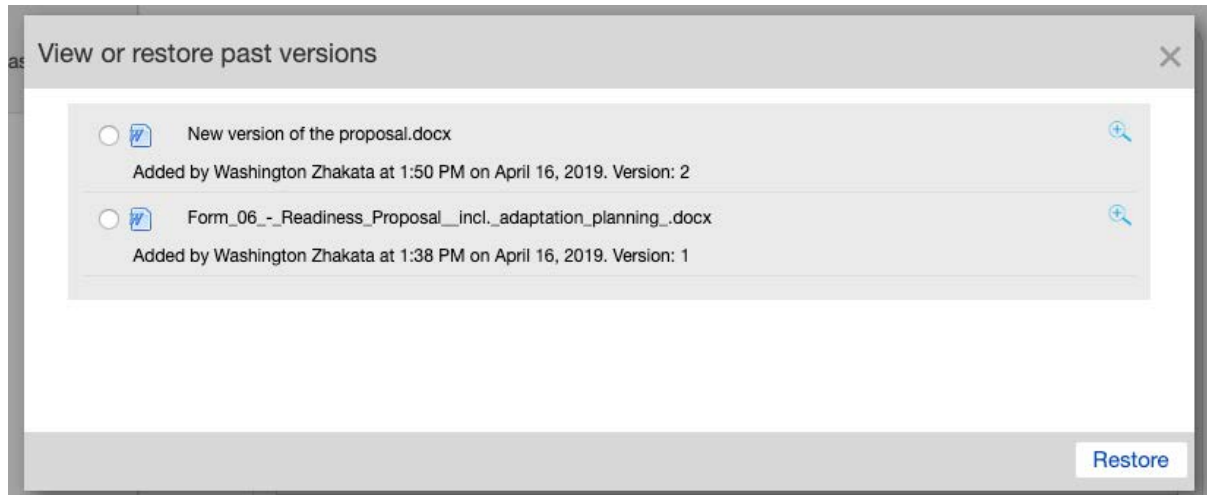 as
View or restore past versions
New version of the proposal.docx
Added by Washington Zhakata at 1:50 PM on April 16, 2019. Version: 2
Form_06_-_Readiness_Proposal__incl._adaptation_planning_.docx
Added by Washington Zhakata at 1:38 PM on April 16, 2019. Version: 1
Restore